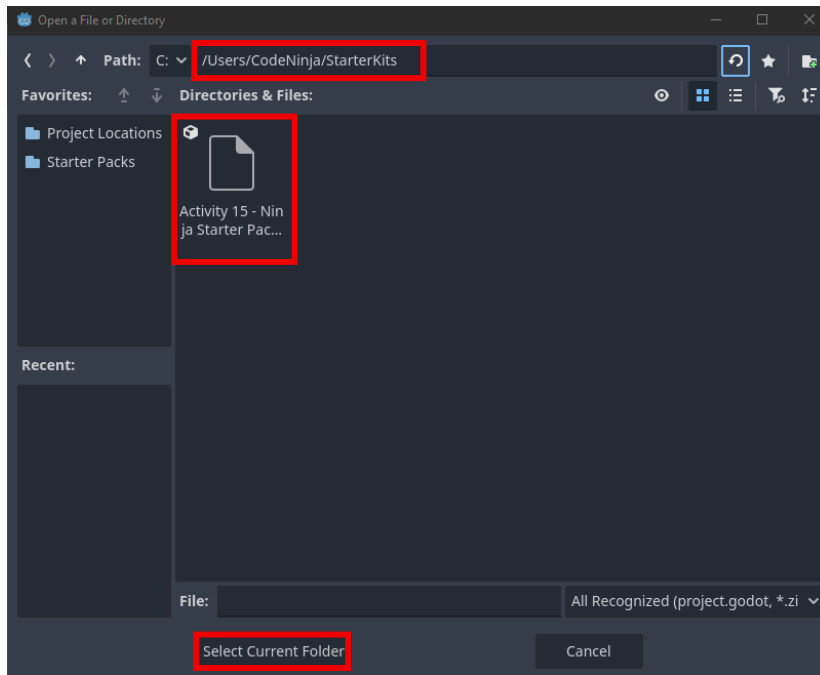 Open a File or Directory
Path: C: /Users/CodeNinja/StarterKits
Favorites: Directories & Files:
Project Locations
Starter Packs
Activity 15 - Nin
ja Starter Pac...
Recent:
File: All Recognized (project.godot, *.zi
Select Current Folder Cancel